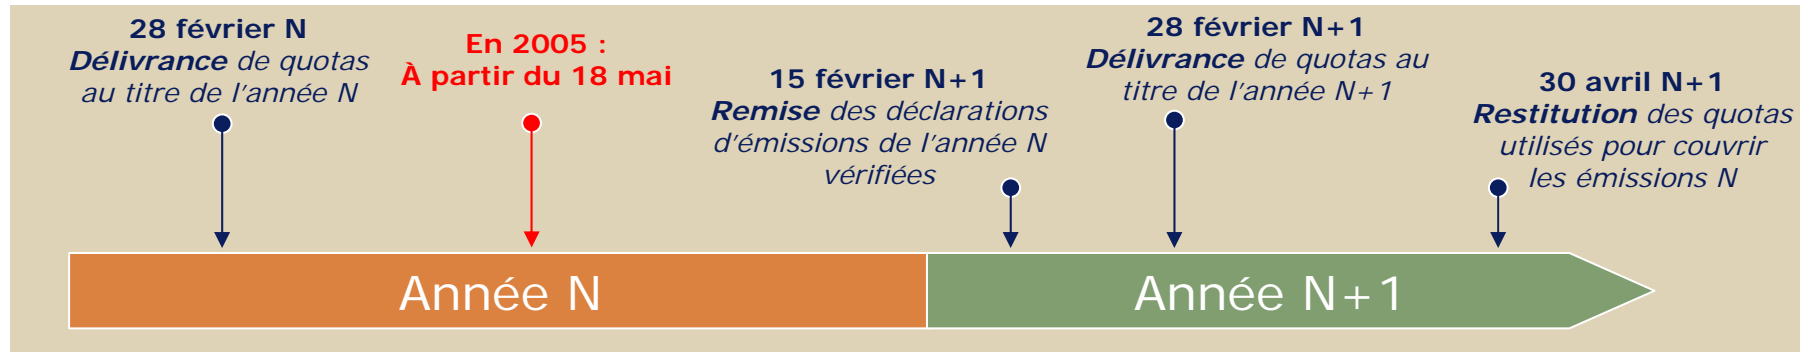 28 février N
Délivrance de quotas
au titre de l’année N
En 2005 :
À partir du 18 mai
15 février N+1
Remise des déclarations
d’émissions de l’année N
vérifiées
28 février N+1
Délivrance de quotas au
titre de l’année N+1
30 avril N+1
Restitution des quotas
utilisés pour couvrir
les émissions N
Année N
Année N+1